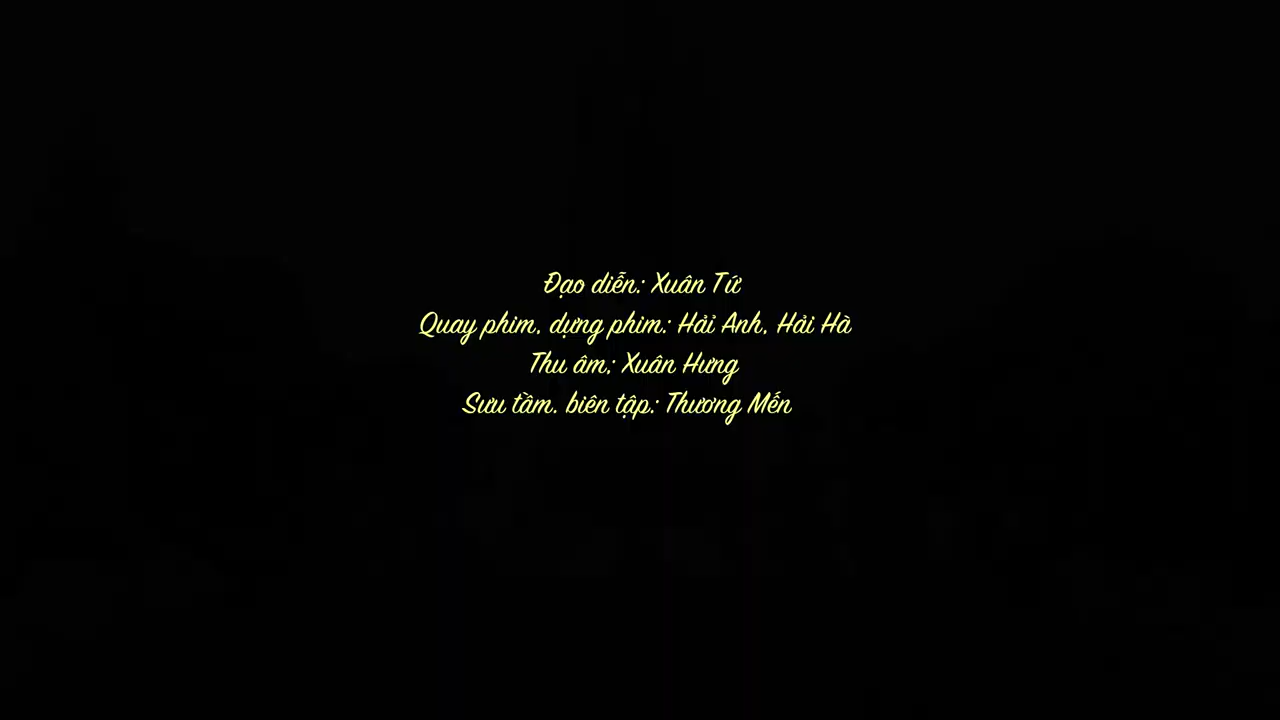 Đạo diễn: Xuân Tứ
Quay phim, dựng phim: Hải Anh, Hải Hà
Thu âm: Xuân Hưng
Sưu tầm. biên tập: Thương Mến